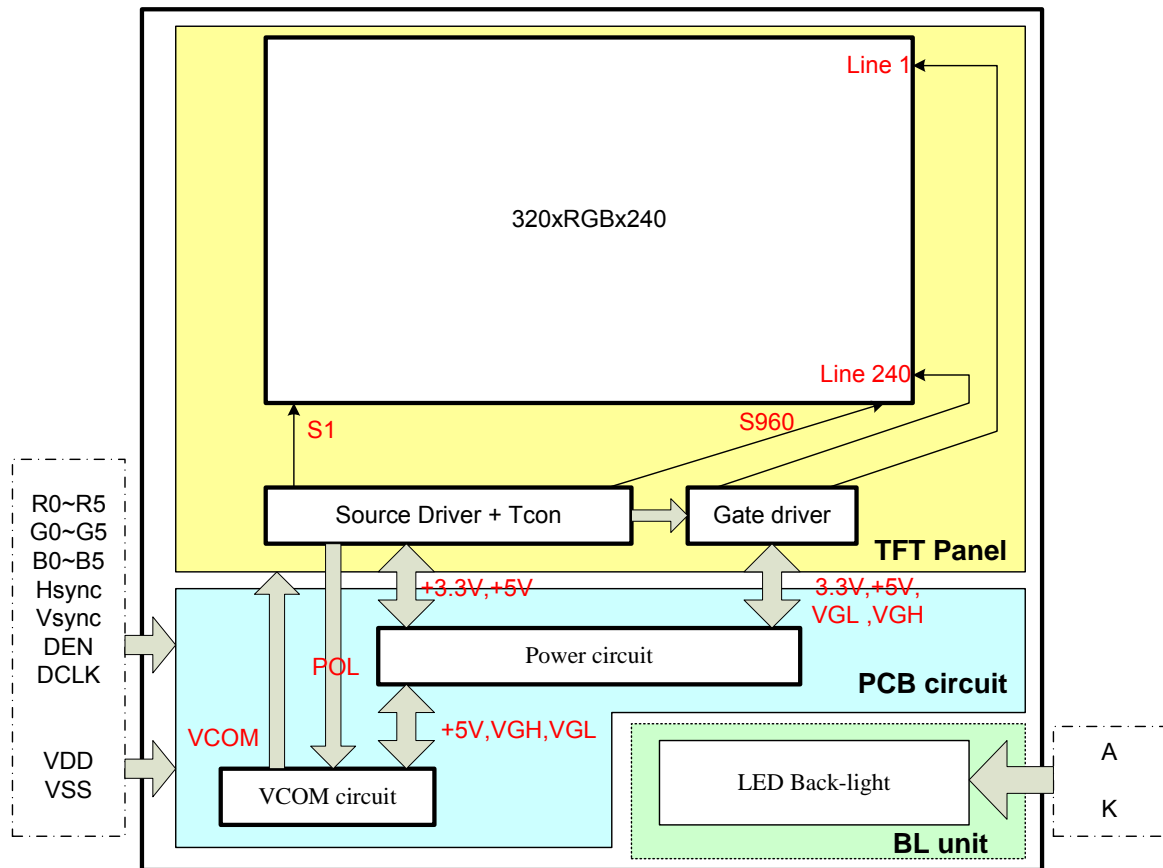 Line 1
320xRGBx240
Line 240
S1
S960
Source Driver + Tcon
Gate driver
TFT Panel
R0~R5
G0~G5
B0~B5
Hsync
Vsync
DEN
DCLK
VDD
VSS
+3.3V,+5V
3.3V,+5V,
VGL ,VGH
POL
Power circuit
PCB circuit
VCOM
+5V,VGH,VGL
VCOM circuit
LED Back-light
BL unit
A
K